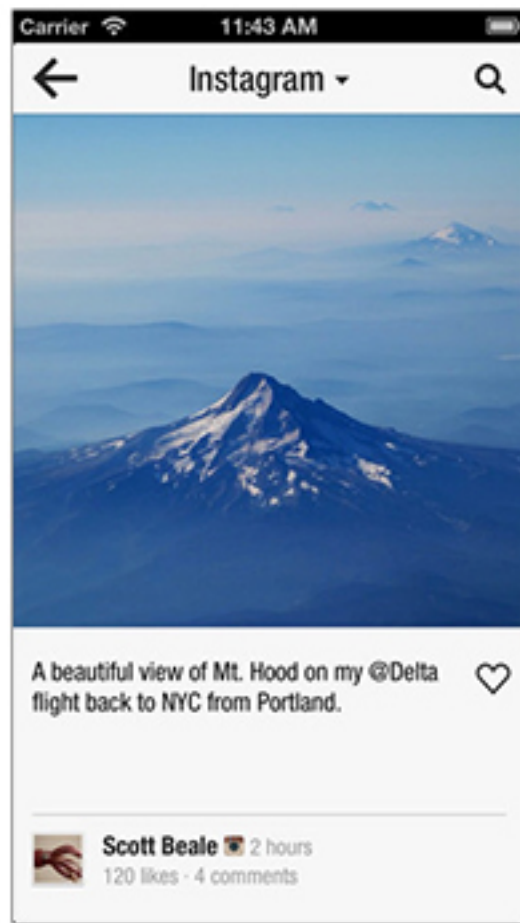 Carrier 11:43 AM
Instagram
A beautiful view of Mt. Hood on my @Delta
flight back to NYC from Portland.
Scott Beale 2 hours
120 likes · 4 comments